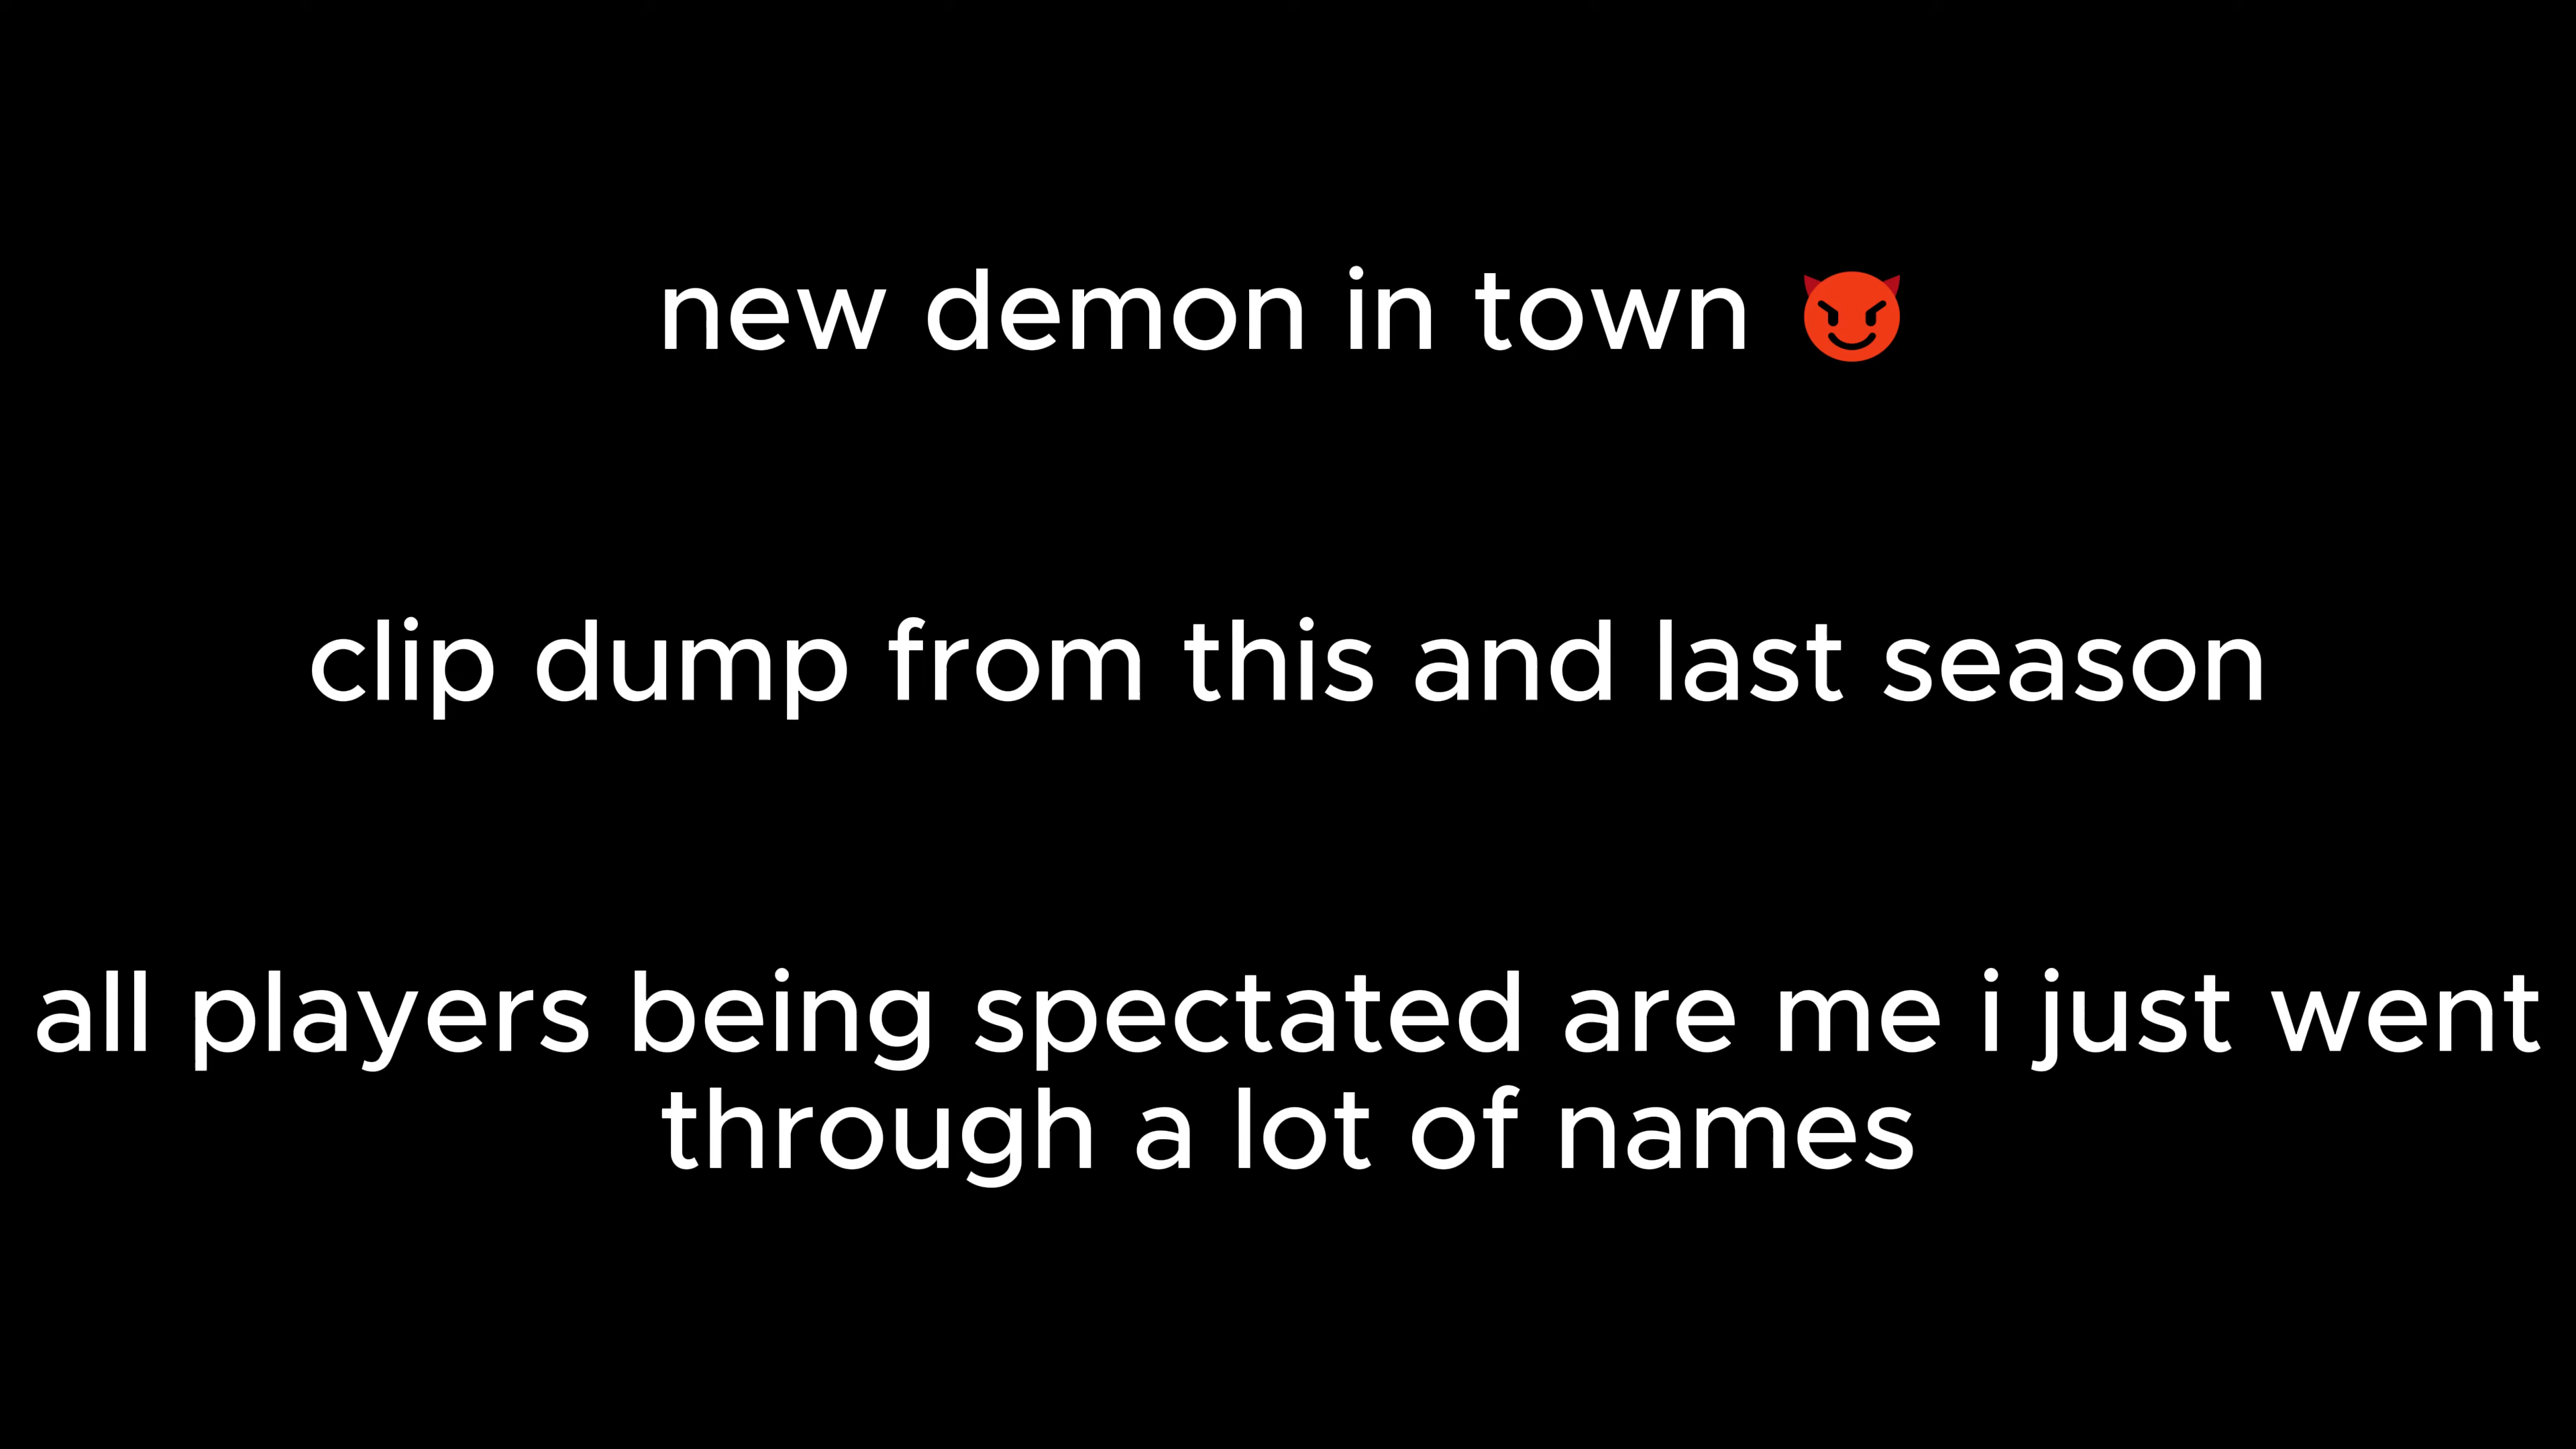 new demon in town 😈
clip dump from this and last season
all players being spectated are me i just went
through a lot of names